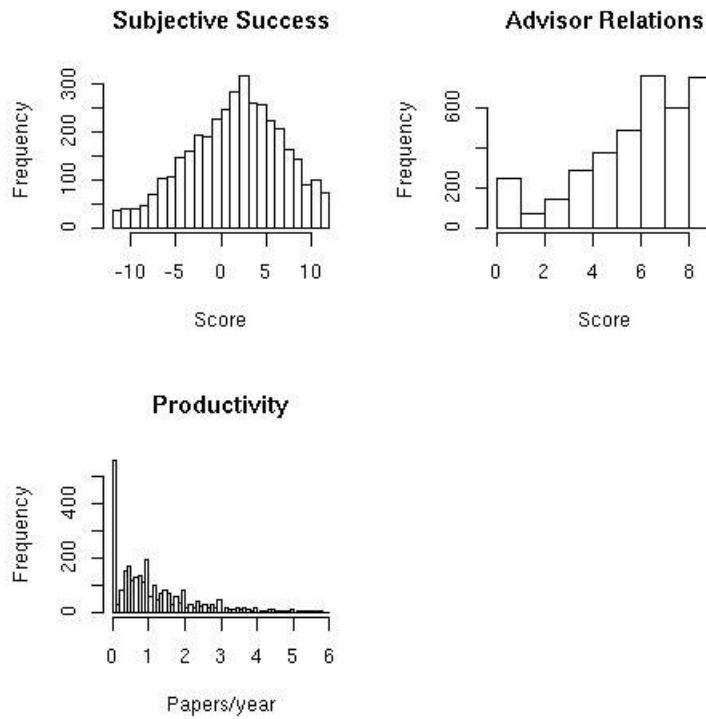 Subjective Success
Frequency
0 100 200 300
-10 -5 0 5 10
Score
Advisor Relations
Frequency
200 600
0 2 4 6 8
Score
Productivity
Frequency
0 200 400
0 1 2 3 4 5 6
Papers/year